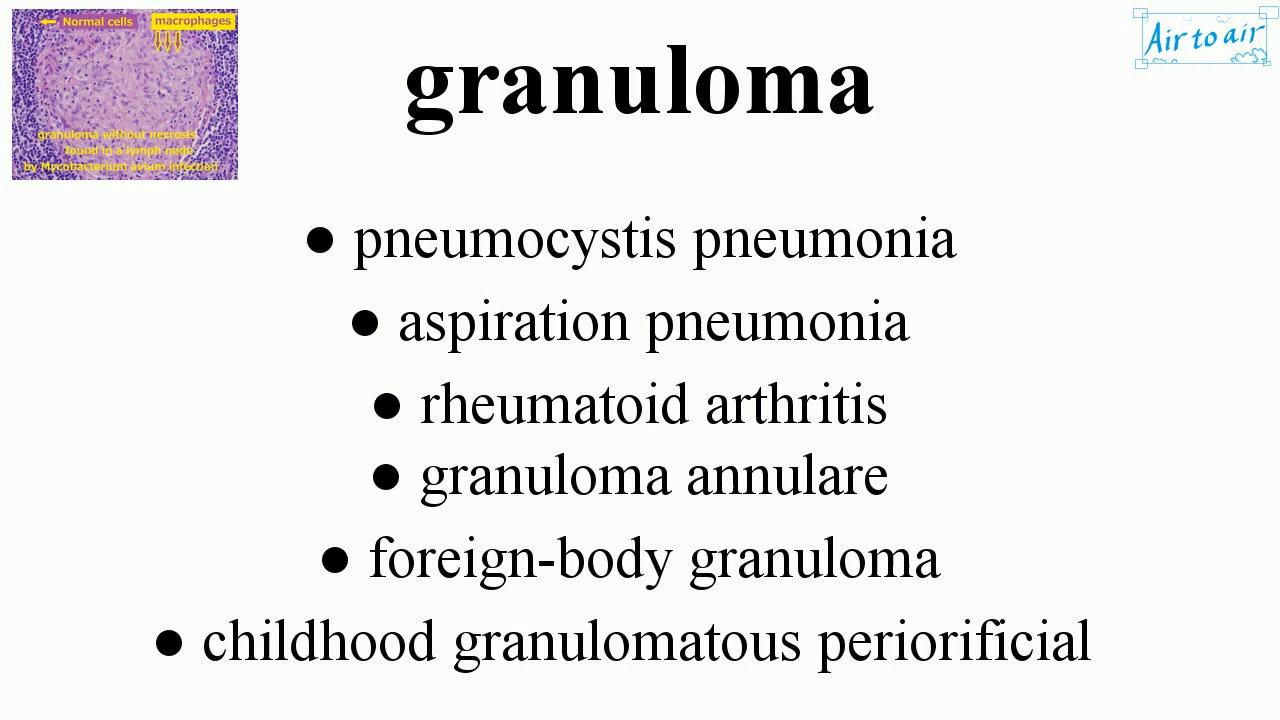 ← Normal cells macrophages
granuloma without necrosis
found in a lymph node
by Mycobacterium avium infection
Air to air
granuloma
● pneumocystis pneumonia
● aspiration pneumonia
● rheumatoid arthritis
● granuloma annulare
● foreign-body granuloma
● childhood granulomatous periorificial